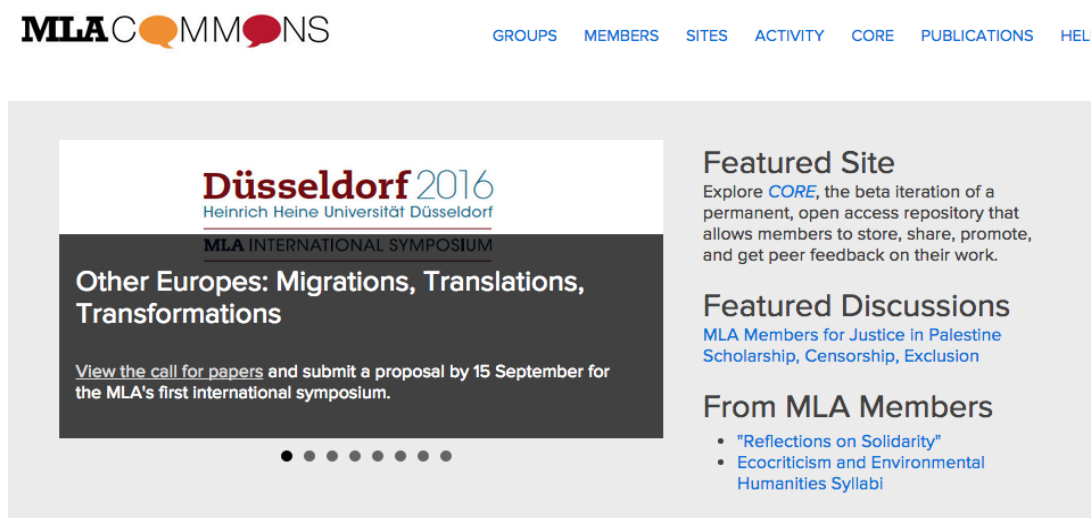 MLA COMMONS
GROUPS MEMBERS SITES ACTIVITY CORE PUBLICATIONS
Düsseldorf 2016
Heinrich Heine Universität Düsseldorf
MLA INTERNATIONAL SYMPOSIUM
Other Europes: Migrations, Translations,
Transformations
View the call for papers and submit a proposal by 15 September for
the MLA's first international symposium.
Featured Site
Explore CORE, the beta iteration of a
permanent, open access repository that
allows members to store, share, promote,
and get peer feedback on their work.
Featured Discussions
MLA Members for Justice in Palestine
Scholarship, Censorship, Exclusion
From MLA Members
• "Reflections on Solidarity"
• Ecocriticism and Environmental
Humanities Syllabi